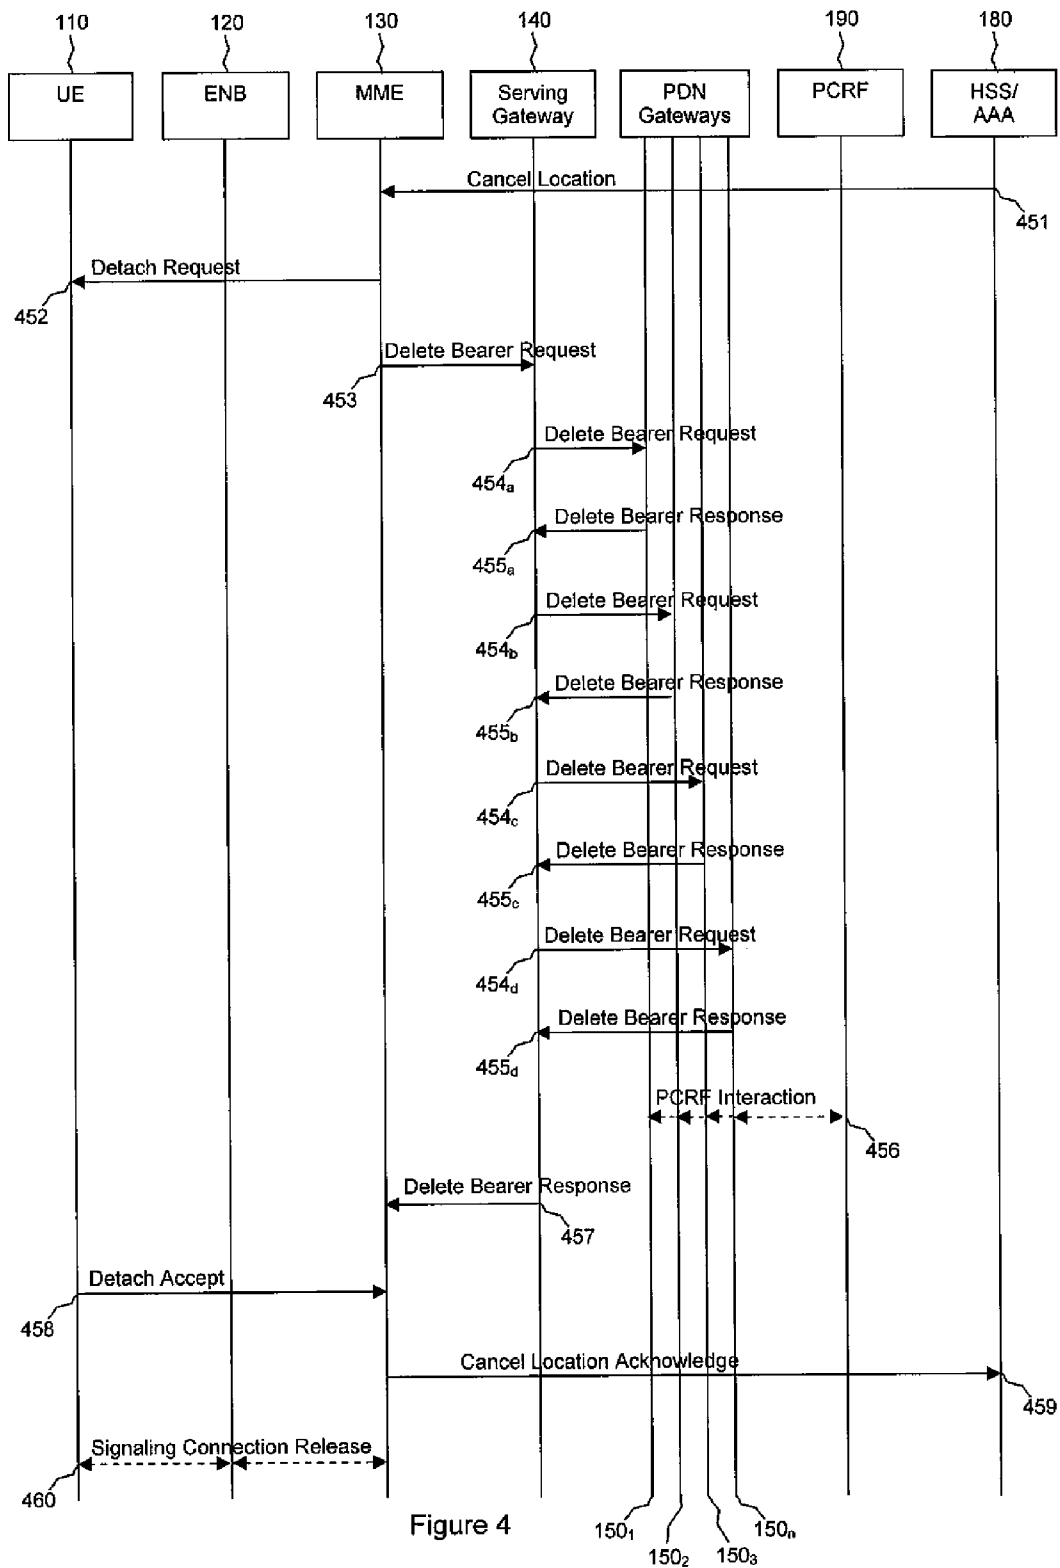 110 120 130 140 190 180
UE ENB MME Serving Gateway PDN Gateways PCRF HSS/ AAA
Cancel Location
451
Detach Request
452
Delete Bearer Request
453
Delete Bearer Request
454a
Delete Bearer Response
455a
Delete Bearer Request
454b
Delete Bearer Response
455b
Delete Bearer Request
454c
Delete Bearer Response
455c
Delete Bearer Request
454d
Delete Bearer Response
455d
PCRF Interaction
456
Delete Bearer Response
457
Detach Accept
458
Cancel Location Acknowledge
459
Signaling Connection Release
460
Figure 4
150₁ 150₂ 150₃ 150n